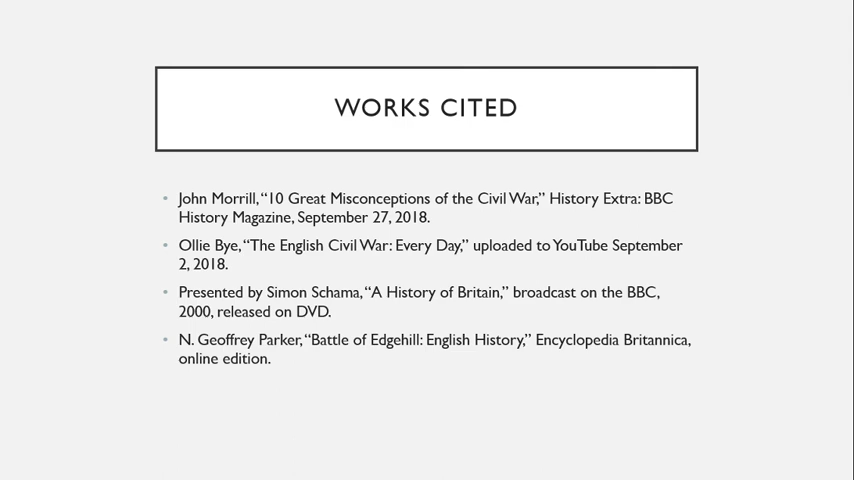 WORKS CITED
• John Morrill, “10 Great Misconceptions of the Civil War,” History Extra: BBC
History Magazine, September 27, 2018.
• Ollie Bye, “The English Civil War: Every Day,” uploaded to YouTube September
2, 2018.
• Presented by Simon Schama, “A History of Britain,” broadcast on the BBC,
2000, released on DVD.
• N. Geoffrey Parker, “Battle of Edgehill: English History,” Encyclopedia Britannica,
online edition.